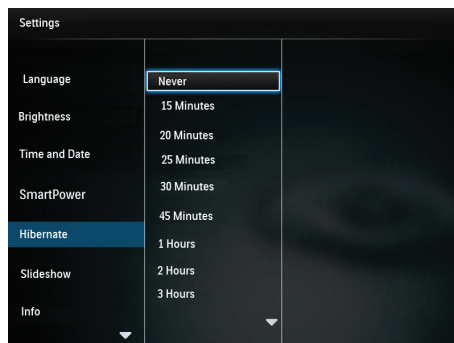 Settings
Language
Brightness
Time and Date
SmartPower
Hibernate
Slideshow
Info
Never
15 Minutes
20 Minutes
25 Minutes
30 Minutes
45 Minutes
1 Hours
2 Hours
3 Hours